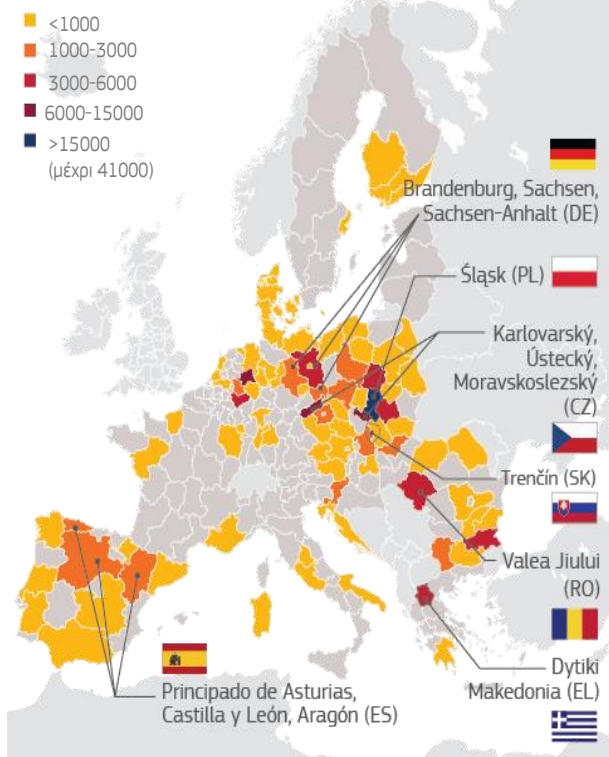 <1000
1000-3000
3000-6000
6000-15000
>15000
(μέχρι 41000)
Brandenburg, Sachsen,
Sachsen-Anhalt (DE)
Śląsk (PL)
Karlovarský,
Ústecký,
Moravskoslezský
(CZ)
Trenčín (SK)
Valea Jiului
(RO)
Dytiki
Makedonia (EL)
Principado de Asturias,
Castilla y León, Aragón (ES)